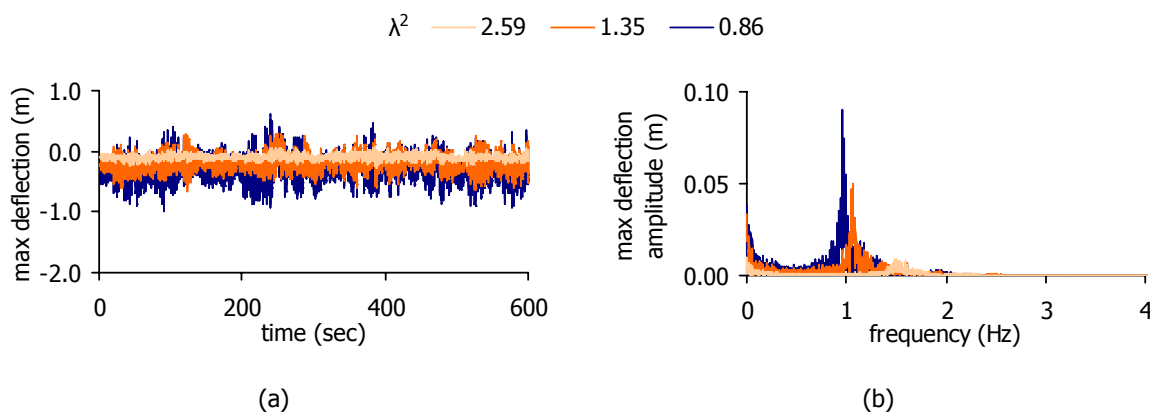 λ² 2.59 1.35 0.86
max deflection (m)
1.0
0.0
-1.0
-2.0
0 200 400 600
time (sec)
(a)
max deflection
amplitude (m)
0.10
0.05
0.00
0 1 2 3 4
frequency (Hz)
(b)